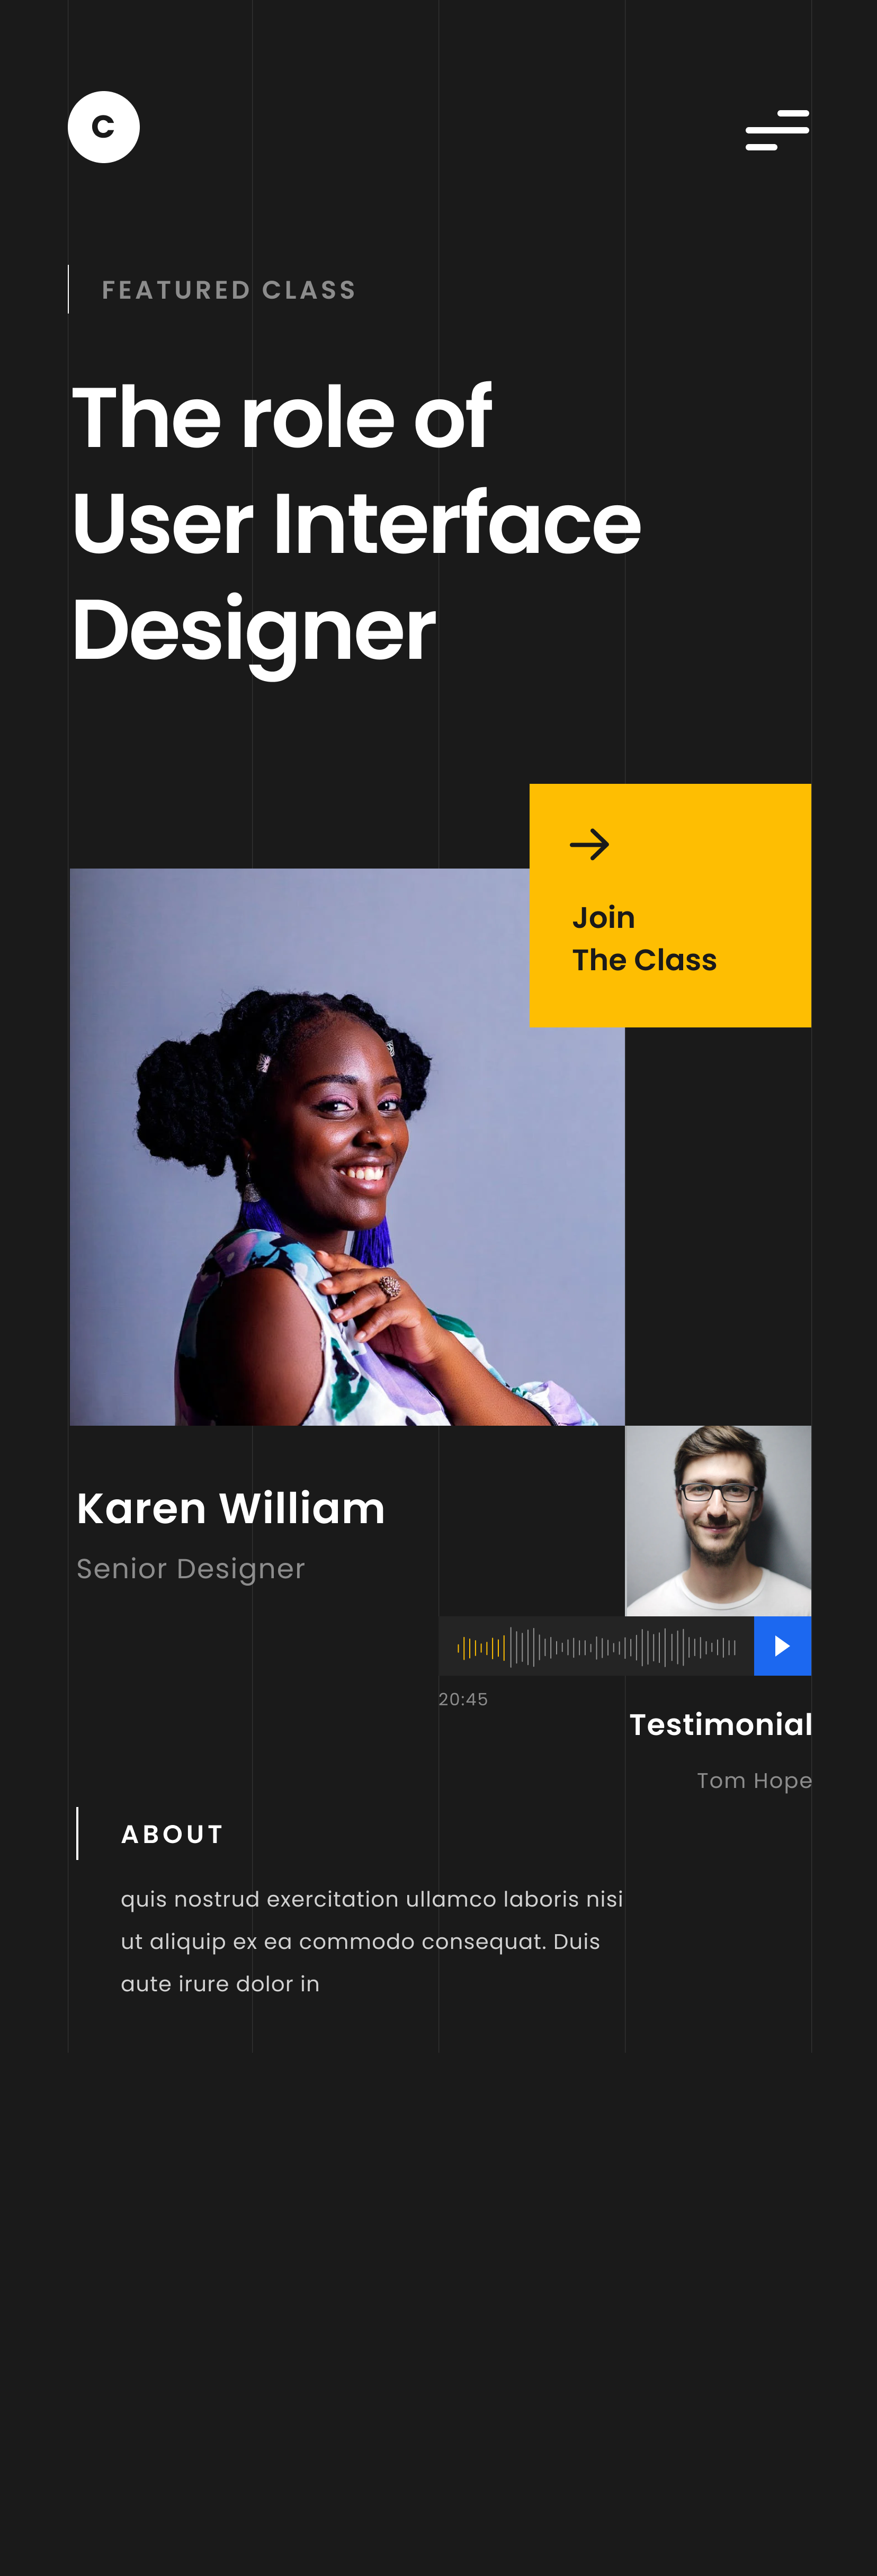 C
FEATURED CLASS
The role of
User Interface
Designer
Join
The Class
Karen William
Senior Designer
20:45
Testimonial
Tom Hope
ABOUT
quis nostrud exercitation ullamco laboris nisi
ut aliquip ex ea commodo consequat. Duis
aute irure dolor in